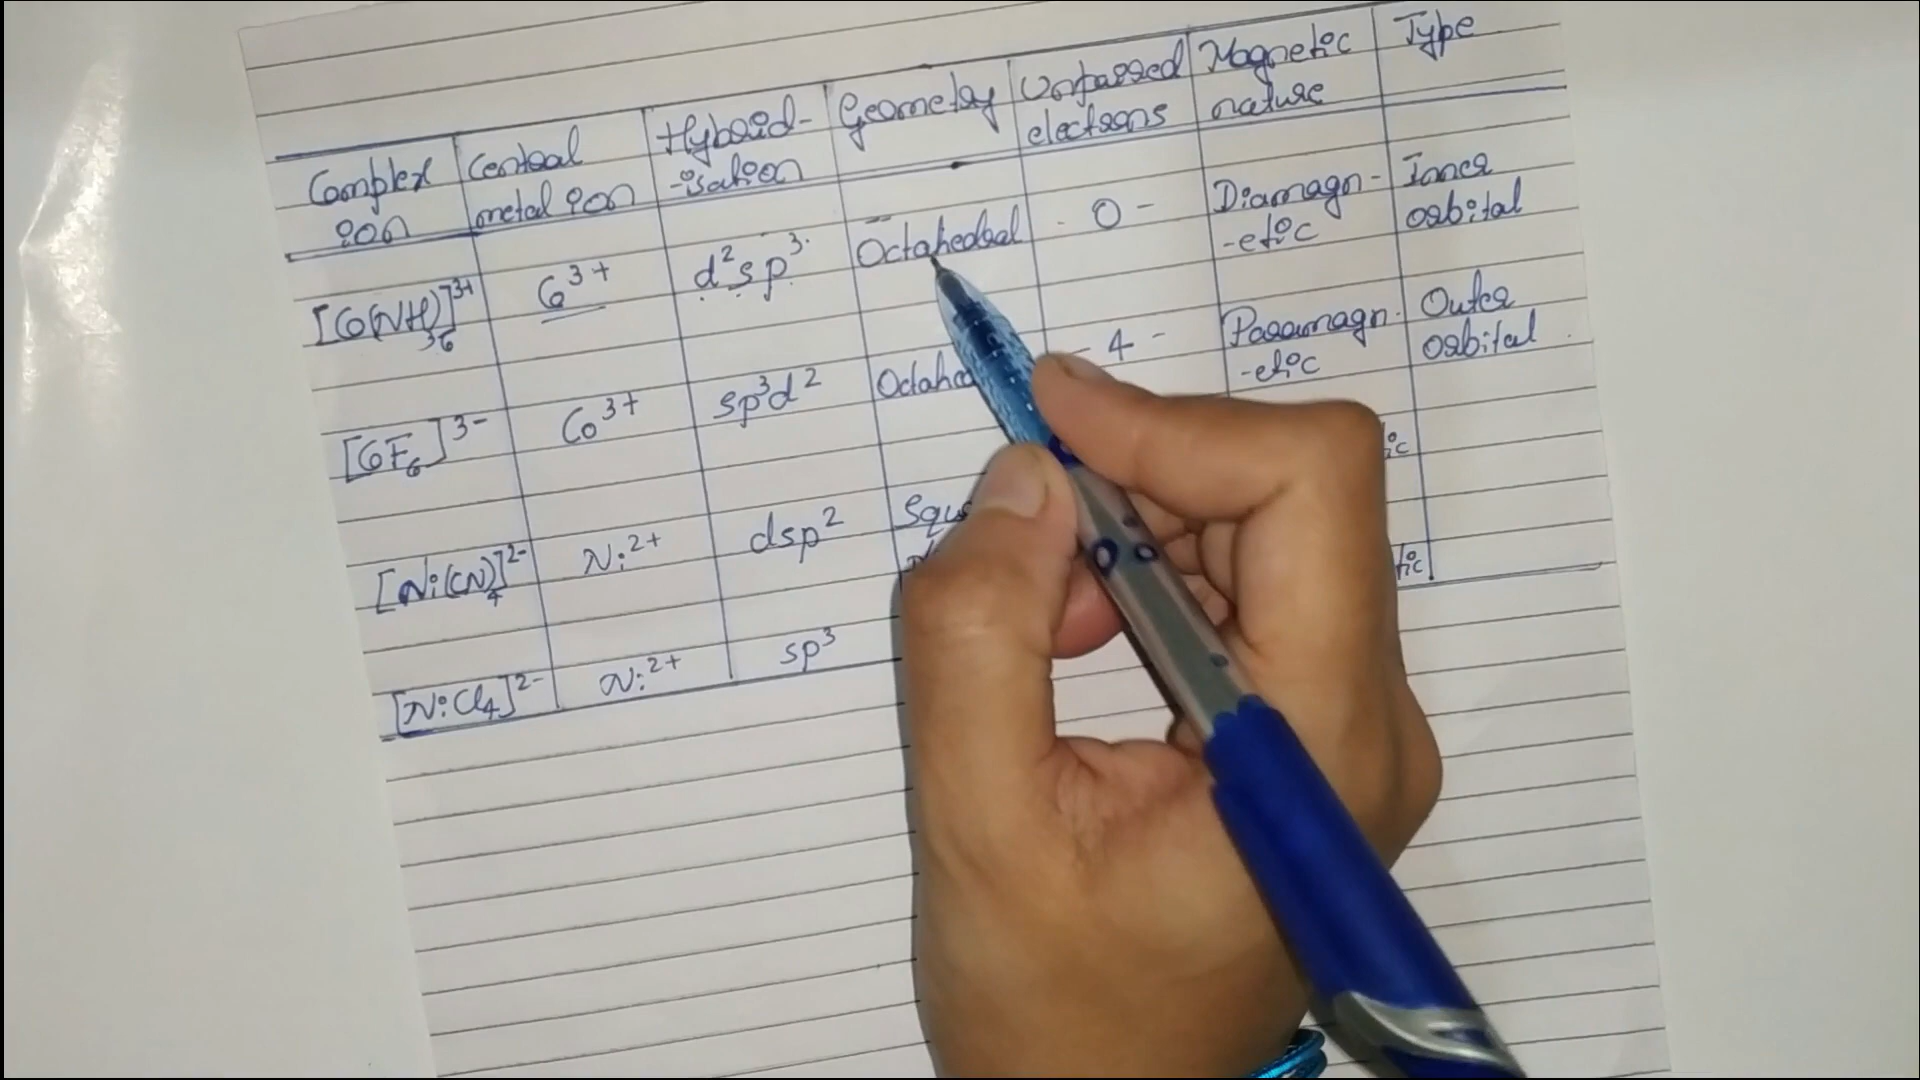 Complex ion | Central metal ion | Hybrid-isation | Geometry | Unpaired electrons | Magnetic nature | Type
[Co(NH3)6]3+ | Co3+ | d2sp3 | Octahedral | - 0 - | Diamagn-etic | Inner orbital
[CoF6]3- | Co3+ | sp3d2 | - 4 - | Paramagn-etic | Outer orbital
[Ni(CN)4]2- | Ni2+ | dsp2
[NiCl4]2- | Ni2+ | sp3